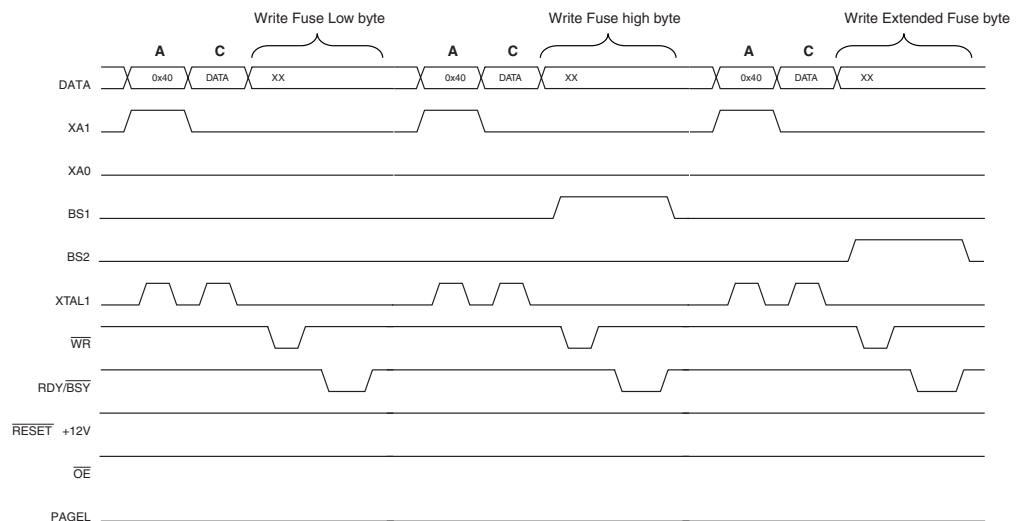 Write Fuse Low byte Write Fuse high byte Write Extended Fuse byte
A C A C A C
DATA 0x40 DATA XX 0x40 DATA XX 0x40 DATA XX
XA1
XA0
BS1
BS2
XTAL1
WR
RDY/BSY
RESET +12V
OE
PAGEL